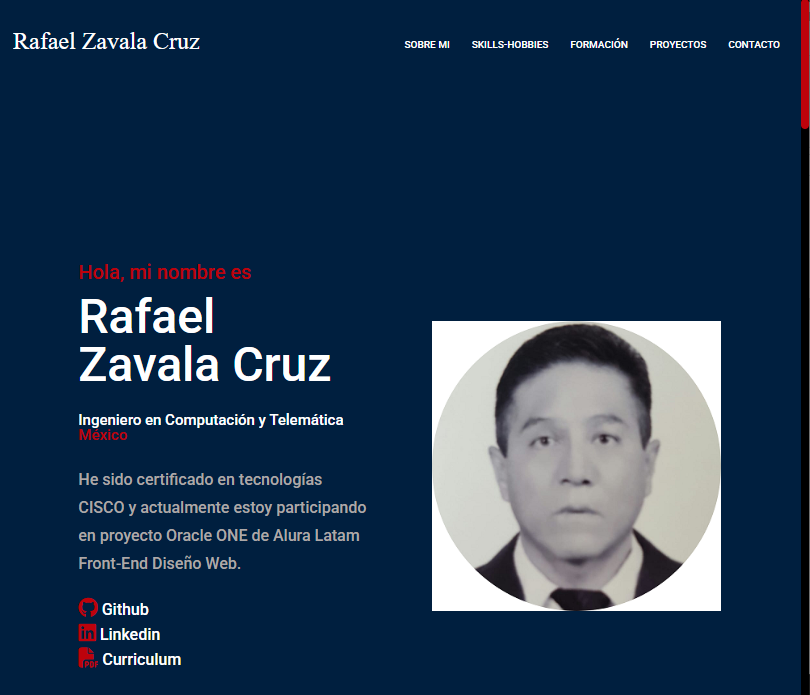 Rafael Zavala Cruz
SOBRE MI SKILLS-HOBBIES FORMACIÓN PROYECTOS CONTACTO
Hola, mi nombre es
Rafael
Zavala Cruz
Ingeniero en Computación y Telemática
México
He sido certificado en tecnologías
CISCO y actualmente estoy participando
en proyecto Oracle ONE de Alura Latam
Front-End Diseño Web.
Github
Linkedin
PDF Curriculum